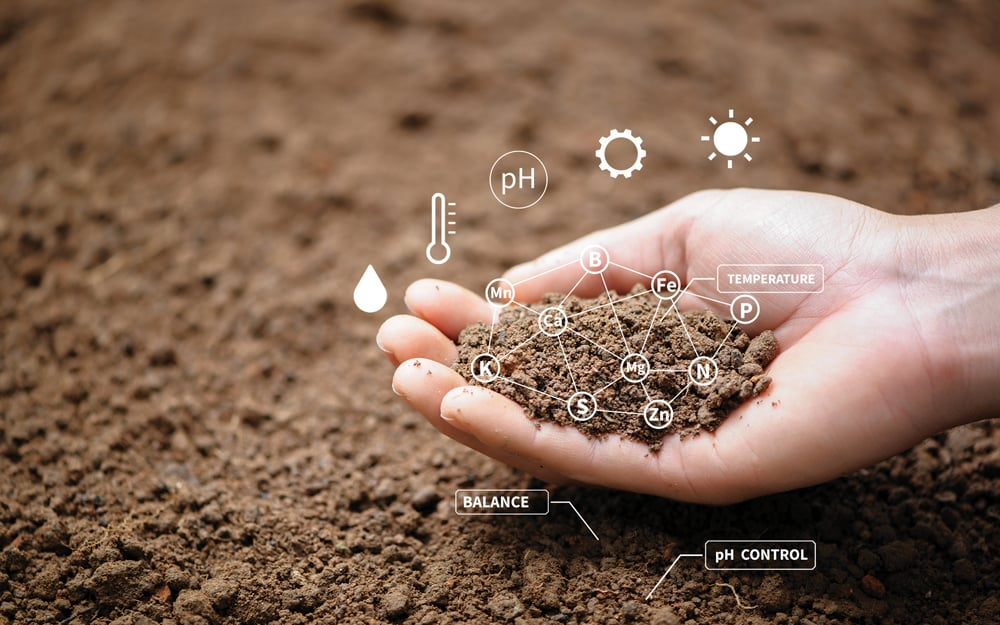 pH
B
Mn
Fe
TEMPERATURE
P
Ca
K
Mg
N
S
Zn
BALANCE
pH CONTROL